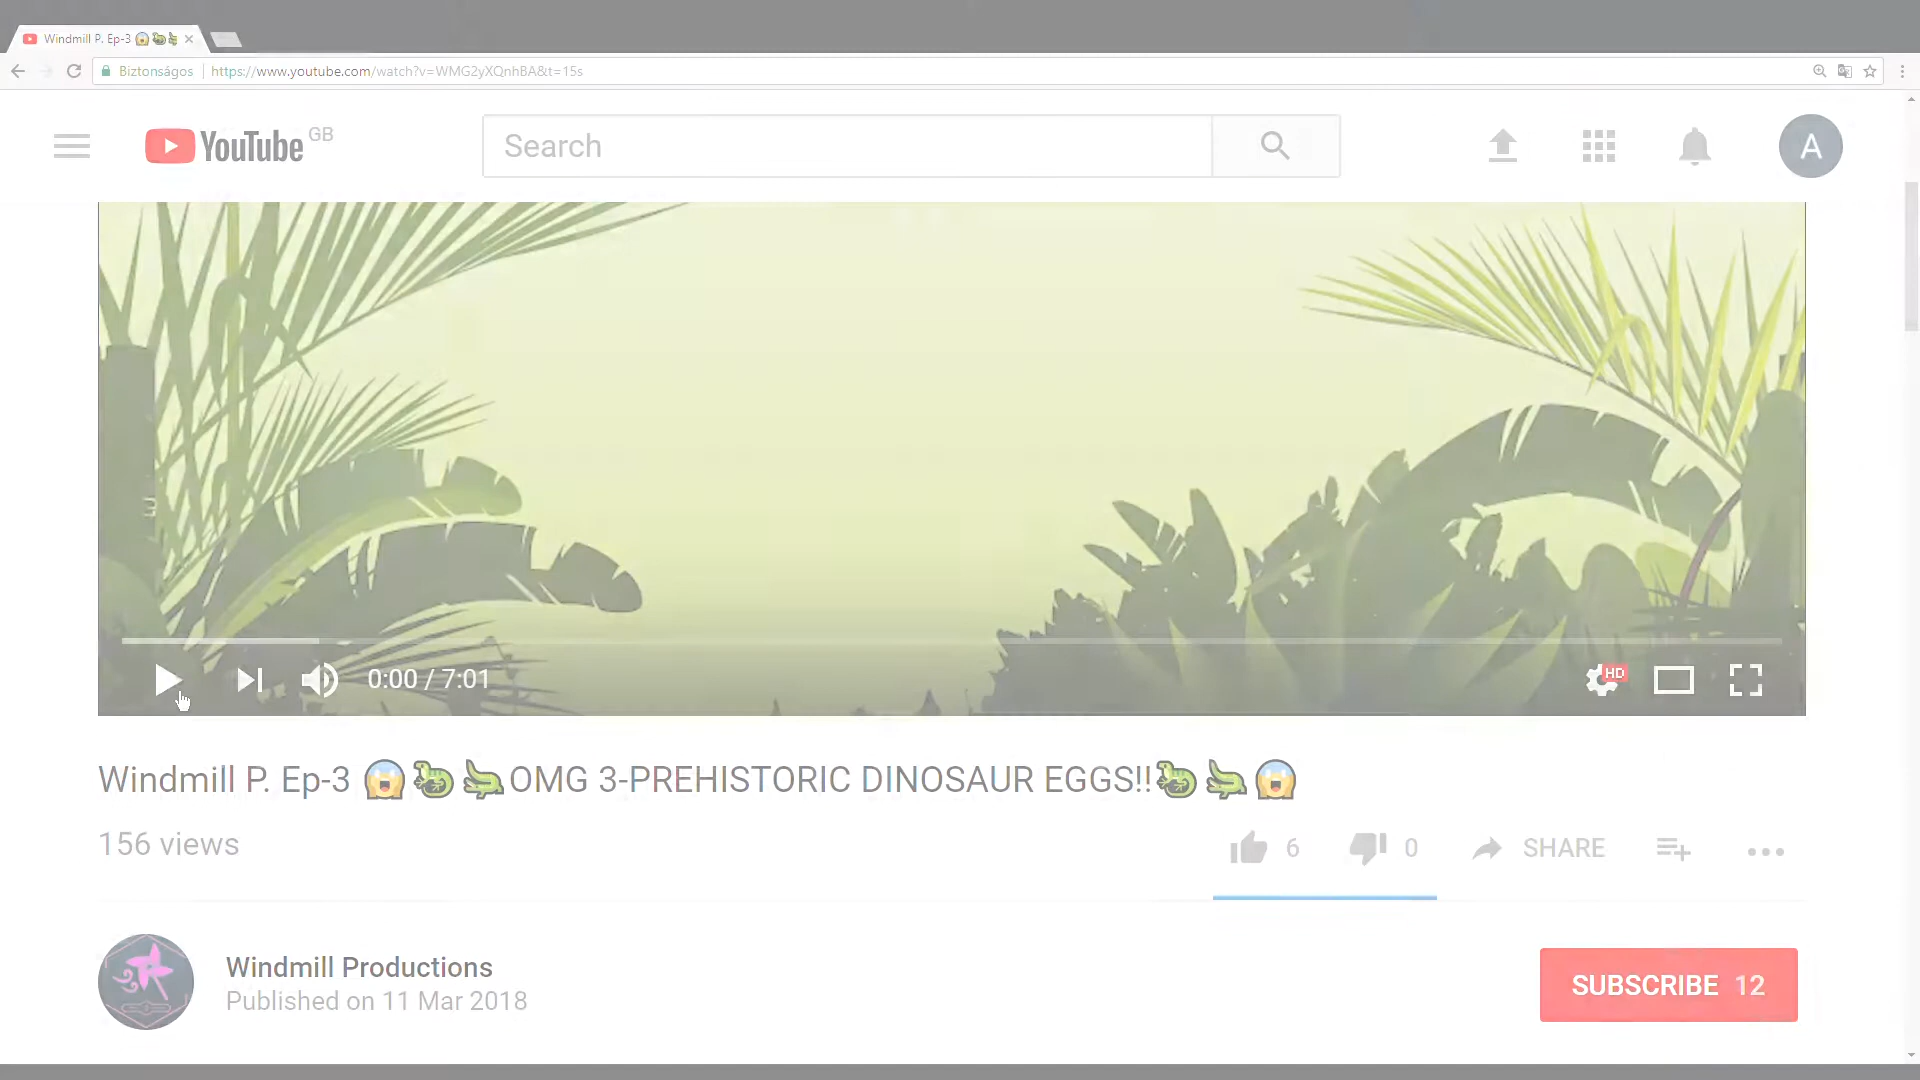 Windmill P. Ep-3 😱🐉🐊
Biztonságos https://www.youtube.com/watch?v=WMG2yXQnhBA&t=15s
YouTube GB
Search
A
0:00 / 7:01
HD
Windmill P. Ep-3 😱🐉🐊OMG 3-PREHISTORIC DINOSAUR EGGS!!🐉🐊😱
156 views
6 0 SHARE
Windmill Productions
Published on 11 Mar 2018
SUBSCRIBE 12